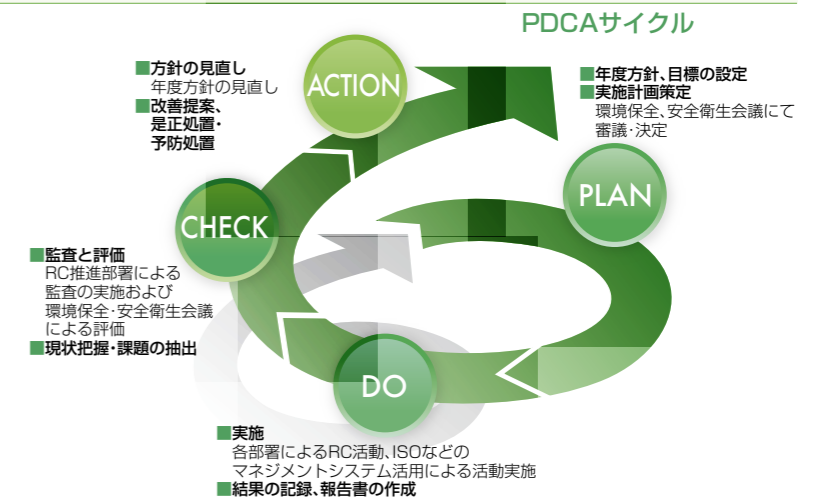 PDCAサイクル
ACTION
■方針の見直し
年度方針の見直し
■改善提案、
是正処置・
予防処置
PLAN
■年度方針、目標の設定
■実施計画策定
環境保全、安全衛生会議にて
審議・決定
CHECK
■監査と評価
RC推進部署による
監査の実施および
環境保全・安全衛生会議
による評価
■現状把握・課題の抽出
DO
■実施
各部署によるRC活動、ISOなどの
マネジメントシステム活用による活動実施
■結果の記録、報告書の作成